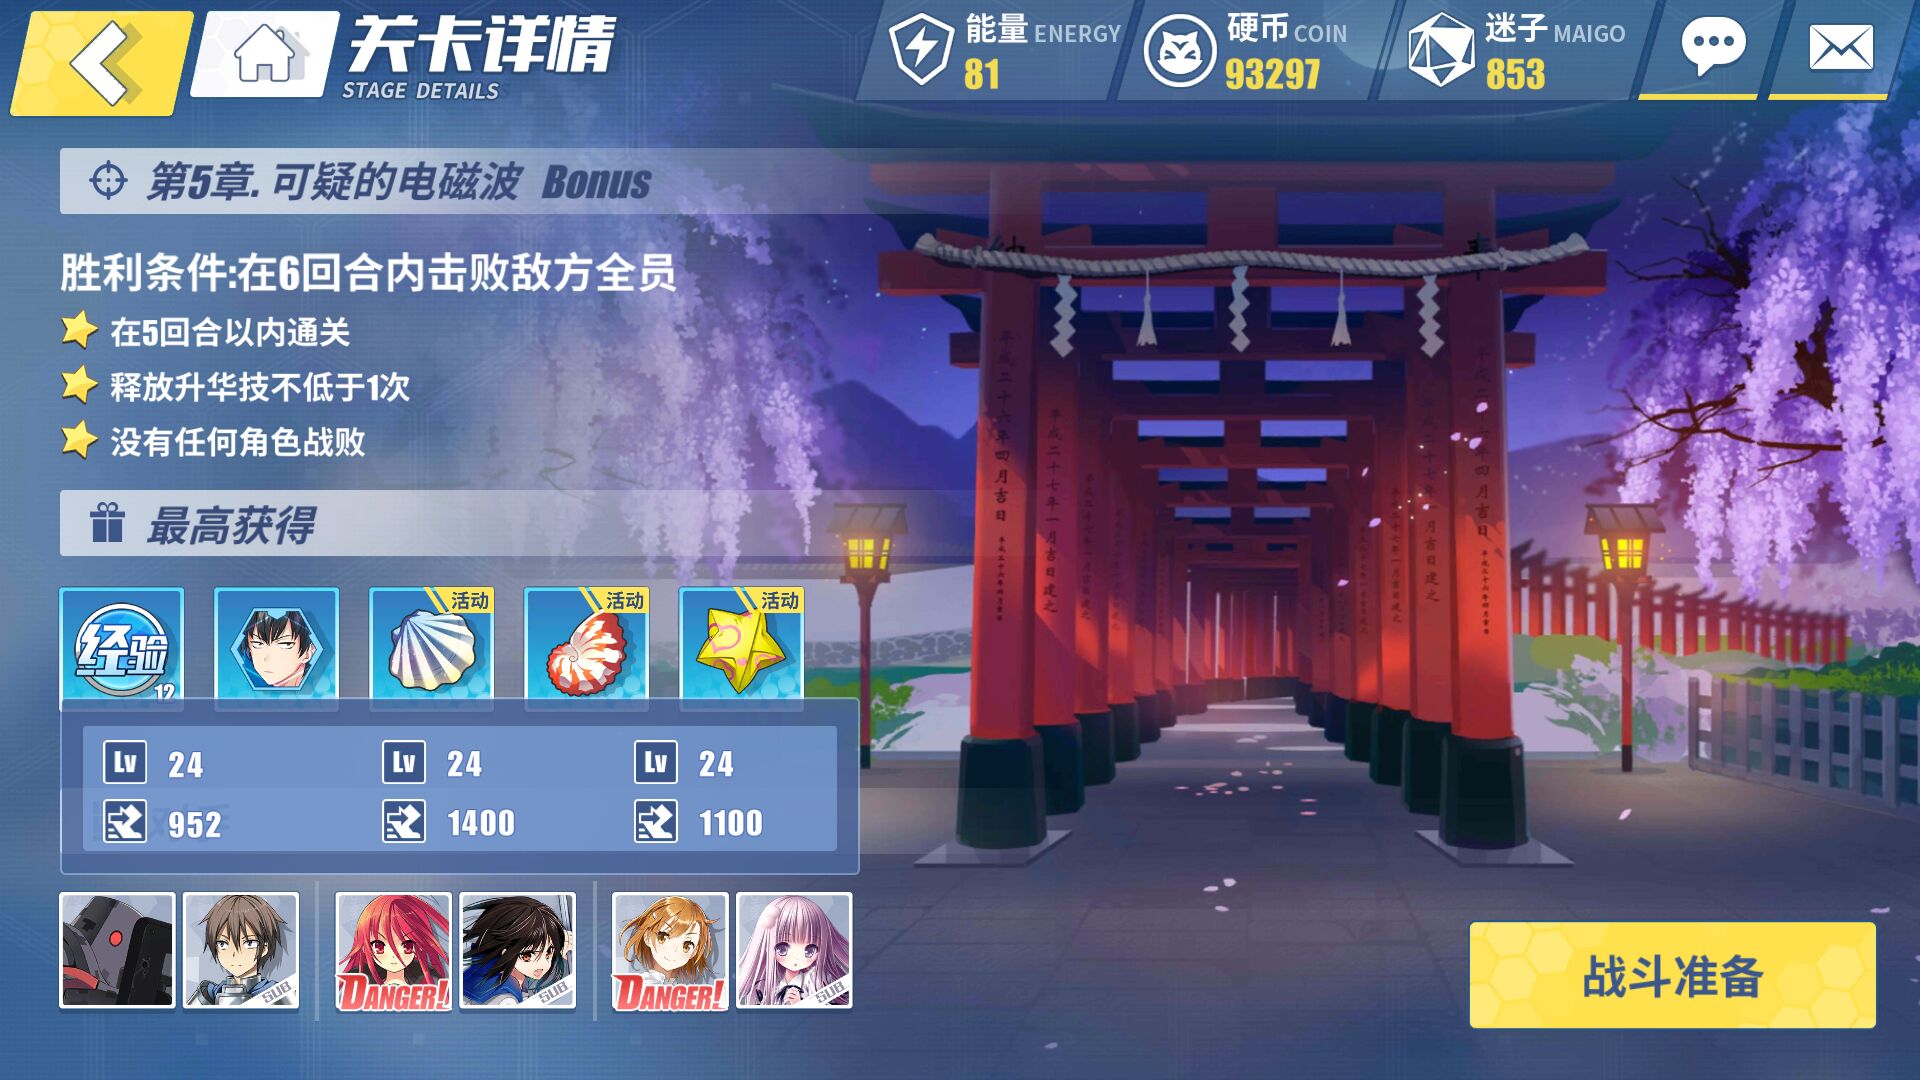 关卡详情
STAGE DETAILS
能量 ENERGY
81
硬币 COIN
93297
迷子 MAIGO
853
第5章. 可疑的电磁波 Bonus
胜利条件:在6回合内击败敌方全员
在5回合以内通关
释放升华技不低于1次
没有任何角色战败
最高获得
经验
12
活动
活动
活动
Lv 24
Lv 24
Lv 24
952
1400
1100
SUB
DANGER!
SUB
DANGER!
SUB
战斗准备